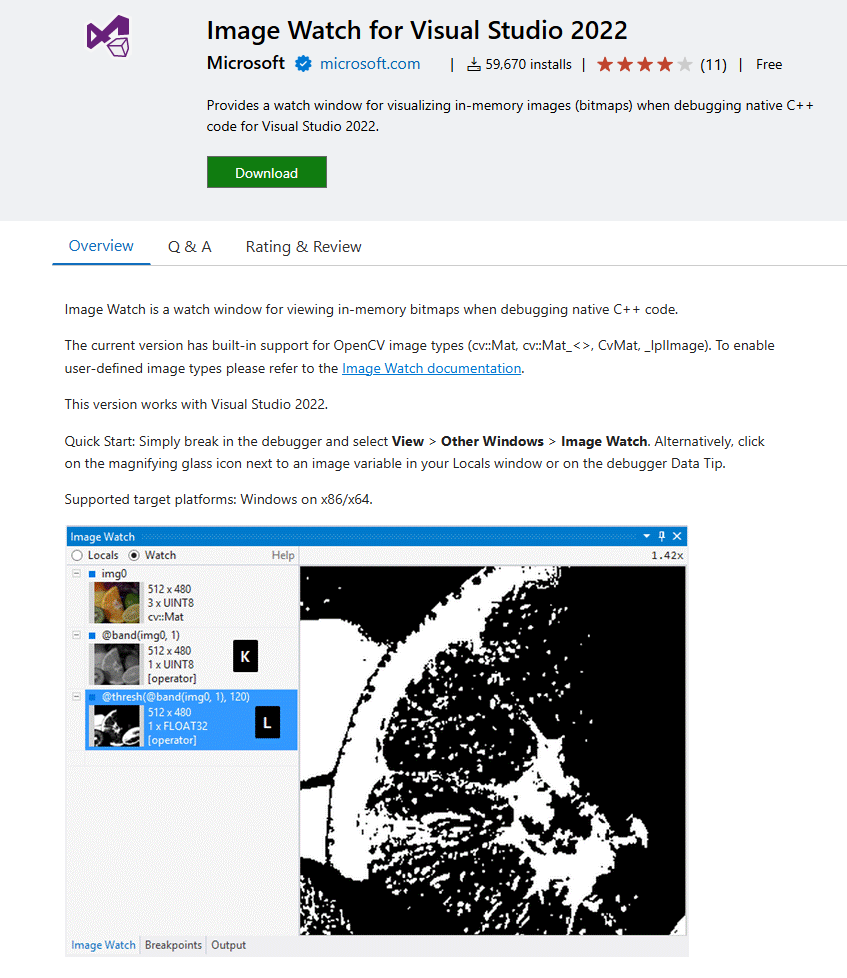 Image Watch for Visual Studio 2022
Microsoft microsoft.com | 59,670 installs | (11) | Free
Provides a watch window for visualizing in-memory images (bitmaps) when debugging native C++
code for Visual Studio 2022.
Download
Overview Q & A Rating & Review
Image Watch is a watch window for viewing in-memory bitmaps when debugging native C++ code.
The current version has built-in support for OpenCV image types (cv::Mat, cv::Mat_<>, CvMat, _IplImage). To enable
user-defined image types please refer to the Image Watch documentation.
This version works with Visual Studio 2022.
Quick Start: Simply break in the debugger and select View > Other Windows > Image Watch. Alternatively, click
on the magnifying glass icon next to an image variable in your Locals window or on the debugger Data Tip.
Supported target platforms: Windows on x86/x64.
Image Watch
Locals Watch Help 1.42x
img0
512 x 480
3 x UINT8
cv::Mat
@band(img0, 1)
512 x 480
1 x UINT8
[operator]
K
@thresh(@band(img0, 1), 120)
512 x 480
1 x FLOAT32
[operator]
L
Image Watch Breakpoints Output